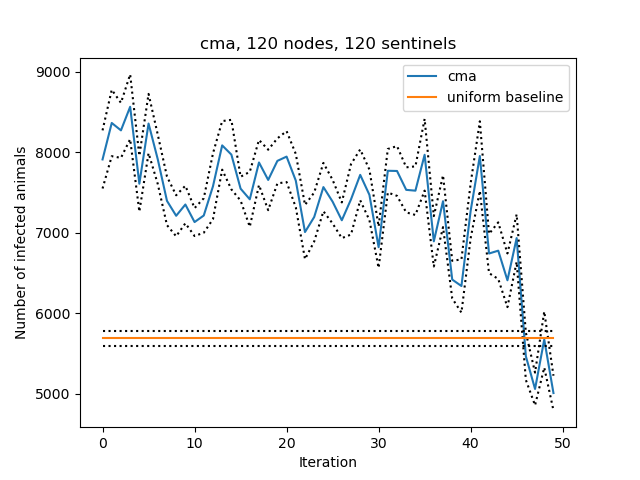 cma, 120 nodes, 120 sentinels
cma
uniform baseline
Number of infected animals
9000
8000
7000
6000
5000
0 10 20 30 40 50
Iteration